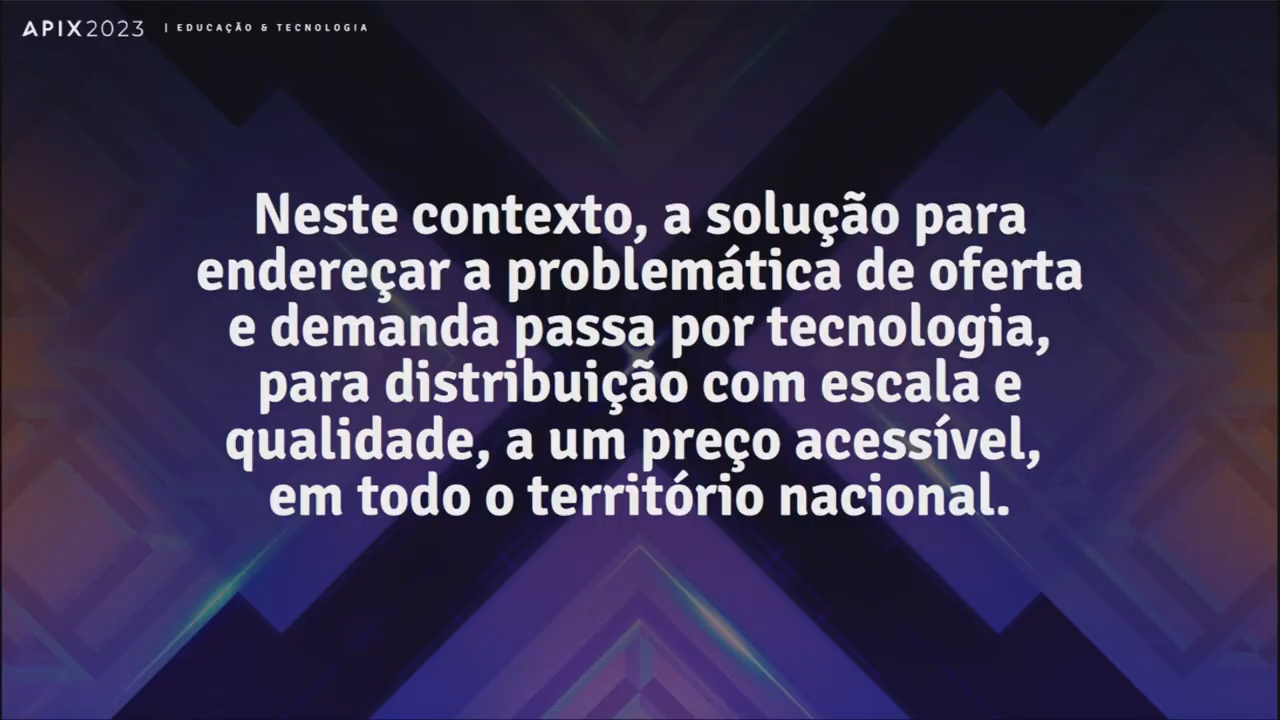 APIX2023 | EDUCAÇÃO & TECNOLOGIA
Neste contexto, a solução para
endereçar a problemática de oferta
e demanda passa por tecnologia,
para distribuição com escala e
qualidade, a um preço acessível,
em todo o território nacional.